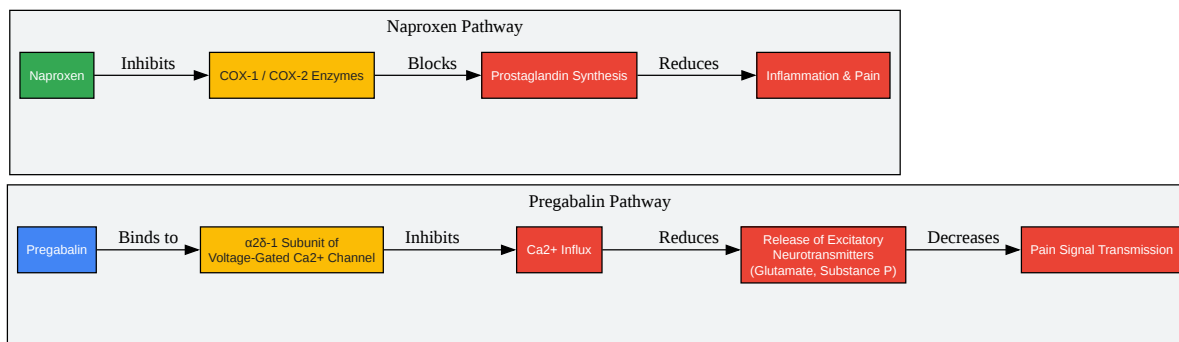 Naproxen Pathway
Naproxen
Inhibits
COX-1 / COX-2 Enzymes
Blocks
Prostaglandin Synthesis
Reduces
Inflammation & Pain
Pregabalin Pathway
Pregabalin
Binds to
α2δ-1 Subunit of
Voltage-Gated Ca2+ Channel
Inhibits
Ca2+ Influx
Reduces
Release of Excitatory
Neurotransmitters
(Glutamate, Substance P)
Decreases
Pain Signal Transmission